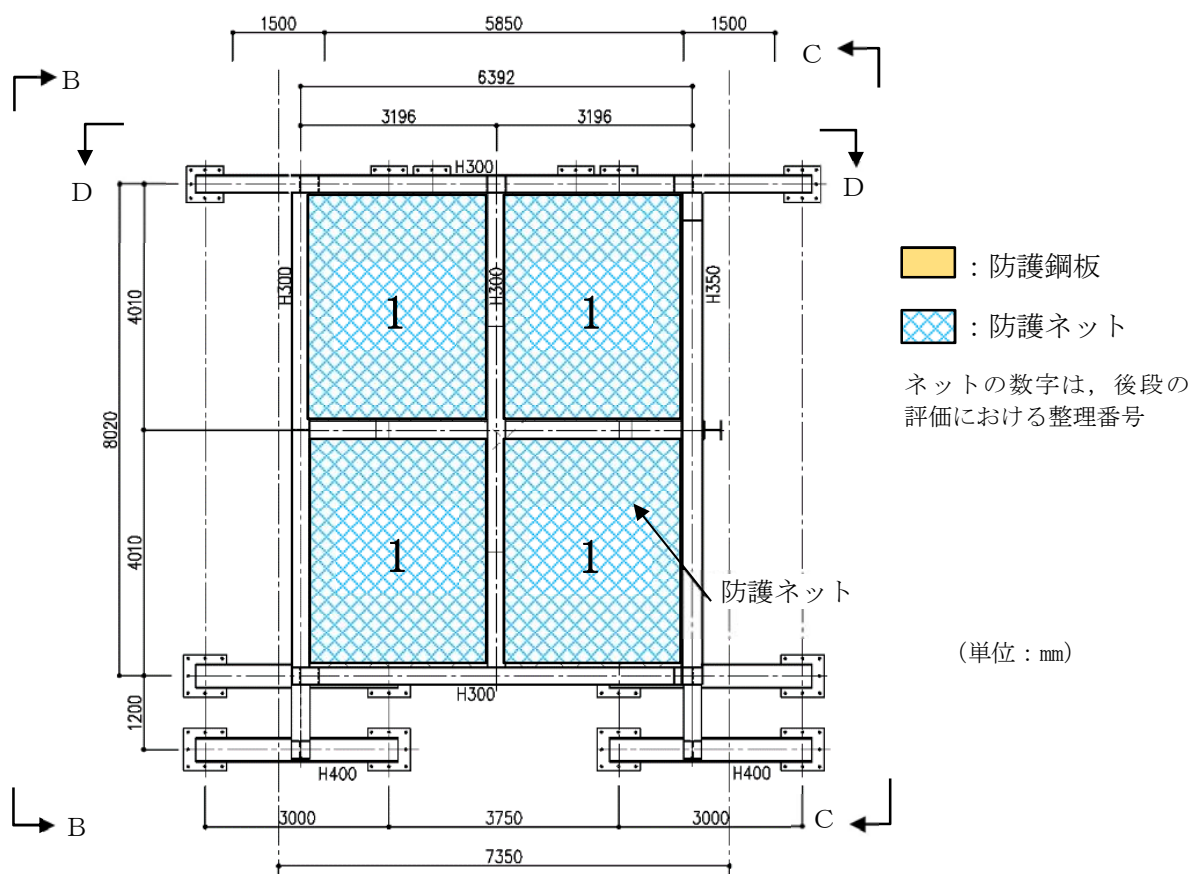 1500 5850 1500
B C
6392
3196 3196
D H300 D
H300 H300 H350
4010
1 1
：防護鋼板
：防護ネット
ネットの数字は，後段の
評価における整理番号
8020
4010
1 1
防護ネット
（単位：㎜）
H300
1200
H400 H400
B 3000 3750 3000 C
7350